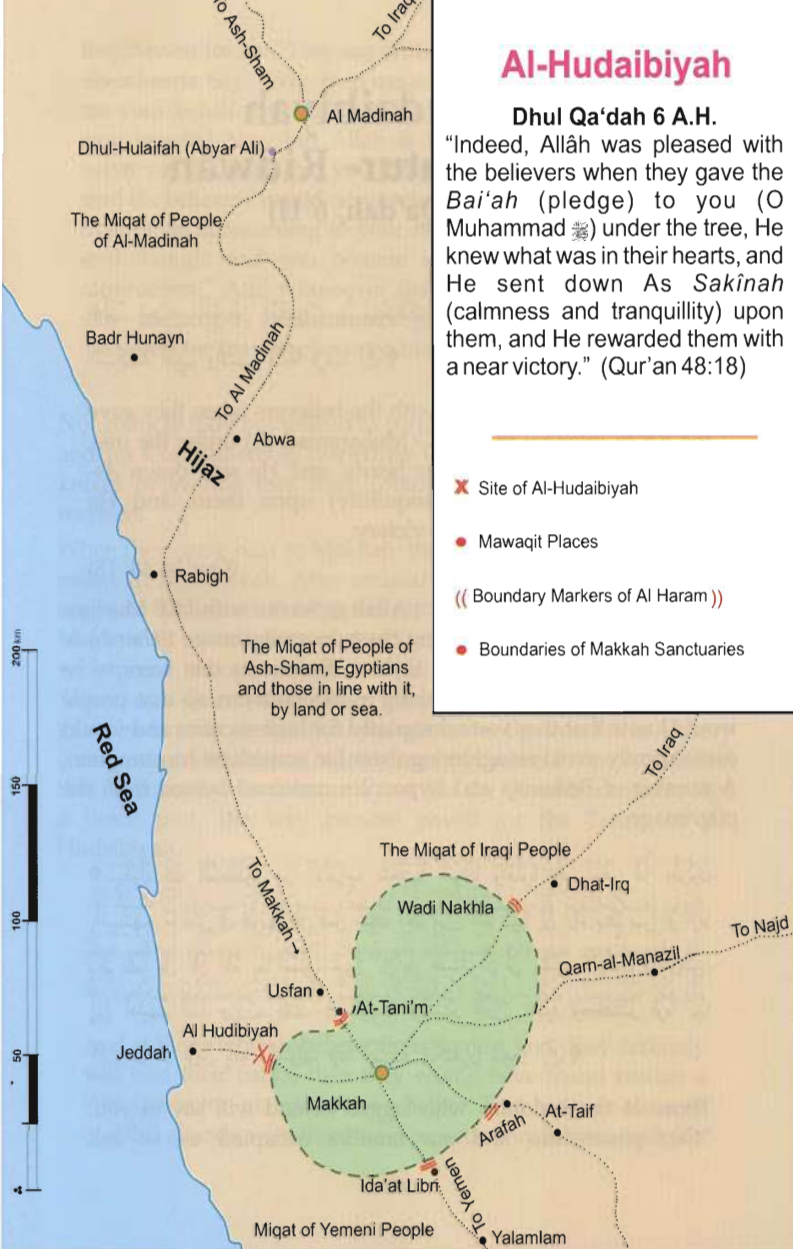 To Ash-Sham
To Iraq
Al Madinah
Dhul-Hulaifah (Abyar Ali)
The Miqat of People
of Al-Madinah
Badr Hunayn
To Al Madinah
Abwa
Hijaz
Rabigh
The Miqat of People of
Ash-Sham, Egyptians
and those in line with it,
by land or sea.
200 km
150
100
50
Red Sea
To Iraq
The Miqat of Iraqi People
Dhat-Irq
Wadi Nakhla
To Makkah
To Najd
Qarn-al-Manazil
Usfan
At-Tani'm
Al Hudibiyah
Jeddah
Makkah
Arafah
At-Taif
Ida'at Libn
To Yemen
Miqat of Yemeni People
Yalamlam
Al-Hudaibiyah
Dhul Qa‘dah 6 A.H.
“Indeed, Allâh was pleased with
the believers when they gave the
Bai‘ah (pledge) to you (O
Muhammad ﷺ) under the tree, He
knew what was in their hearts, and
He sent down As Sakînah
(calmness and tranquillity) upon
them, and He rewarded them with
a near victory.” (Qur’an 48:18)
Site of Al-Hudaibiyah
Mawaqit Places
(( Boundary Markers of Al Haram ))
Boundaries of Makkah Sanctuaries